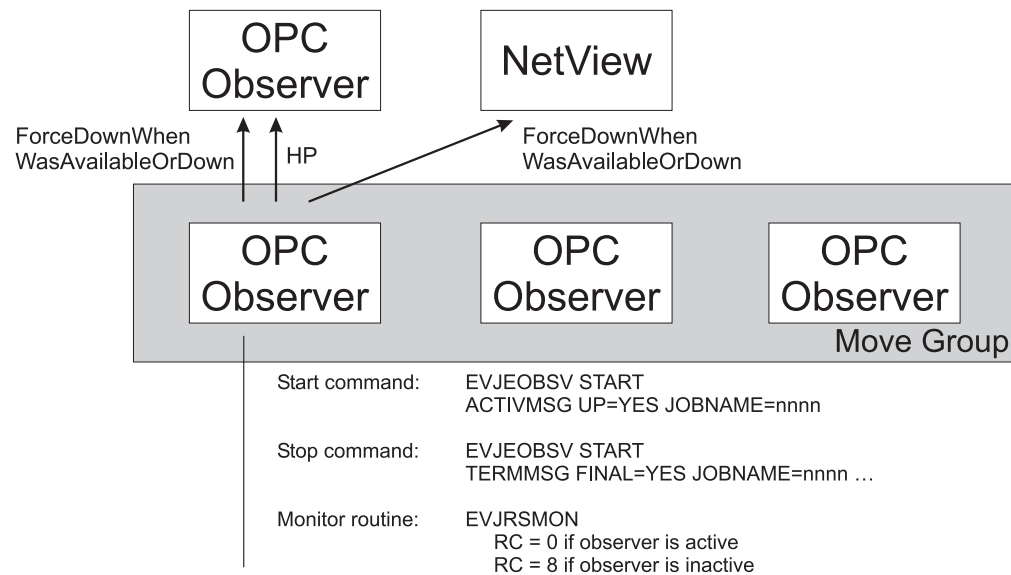 OPC
Observer
NetView
ForceDownWhen
WasAvailableOrDown
HP
ForceDownWhen
WasAvailableOrDown
OPC
Observer
OPC
Observer
OPC
Observer
Move Group
Start command: EVJEOBSV START
ACTIVMSG UP=YES JOBNAME=nnnn
Stop command: EVJEOBSV START
TERMMSG FINAL=YES JOBNAME=nnnn …
Monitor routine: EVJRSMON
RC = 0 if observer is active
RC = 8 if observer is inactive